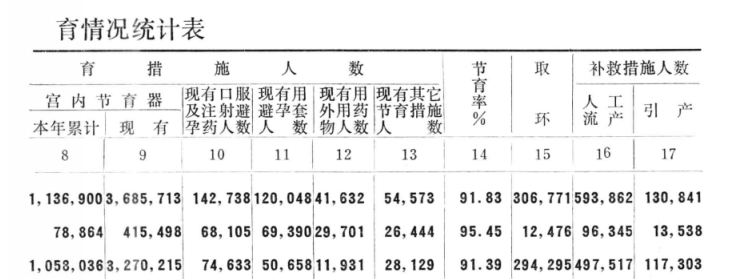 育情况统计表
育 措 施 人 数 节育率% 取环 补救措施人数
宫内节育器 现有口服及注射避孕药人数 现有用避孕套人数 现有用外用药物人数 现有其它节育措施人数 人工流产 引产
本年累计 现有
8 9 10 11 12 13 14 15 16 17
1,136,900 3,685,713 142,738 120,048 41,632 54,573 91.83 306,771 593,862 130,841
78,864 415,498 68,105 69,390 29,701 26,444 95.45 12,476 96,345 13,538
1,058,036 3,270,215 74,633 50,658 11,931 28,129 91.39 294,295 497,517 117,303